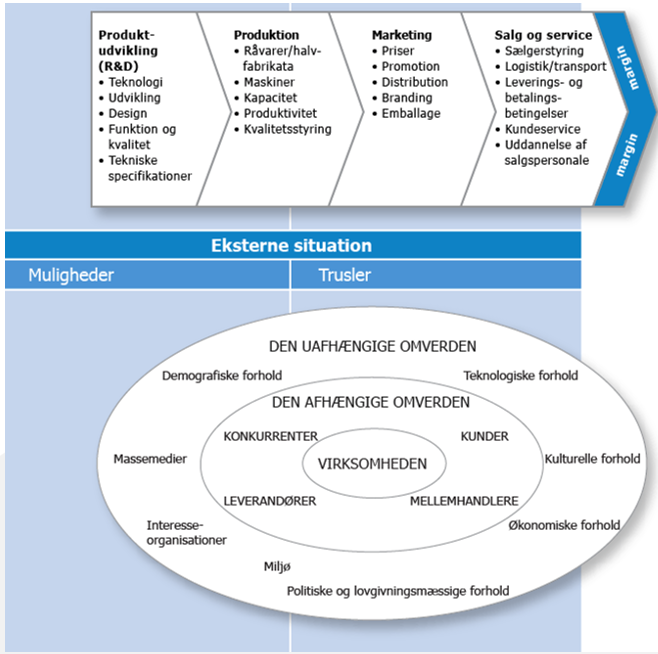 Produkt-
udvikling
(R&D)
• Teknologi
• Udvikling
• Design
• Funktion og
kvalitet
• Tekniske
specifikationer
Produktion
• Råvarer/halv-
fabrikata
• Maskiner
• Kapacitet
• Produktivitet
• Kvalitetsstyring
Marketing
• Priser
• Promotion
• Distribution
• Branding
• Emballage
Salg og service
• Sælgerstyring
• Logistik/transport
• Leverings- og
betalings-
betingelser
• Kundeservice
• Uddannelse af
salgspersonale
margin
margin
Eksterne situation
Muligheder
Trusler
DEN UAFHÆNGIGE OMVERDEN
Demografiske forhold
Teknologiske forhold
DEN AFHÆNGIGE OMVERDEN
KONKURRENTER
KUNDER
Massemedier
VIRKSOMHEDEN
Kulturelle forhold
LEVERANDØRER
MELLEMHANDLERE
Interesse-
organisationer
Økonomiske forhold
Miljø
Politiske og lovgivningsmæssige forhold